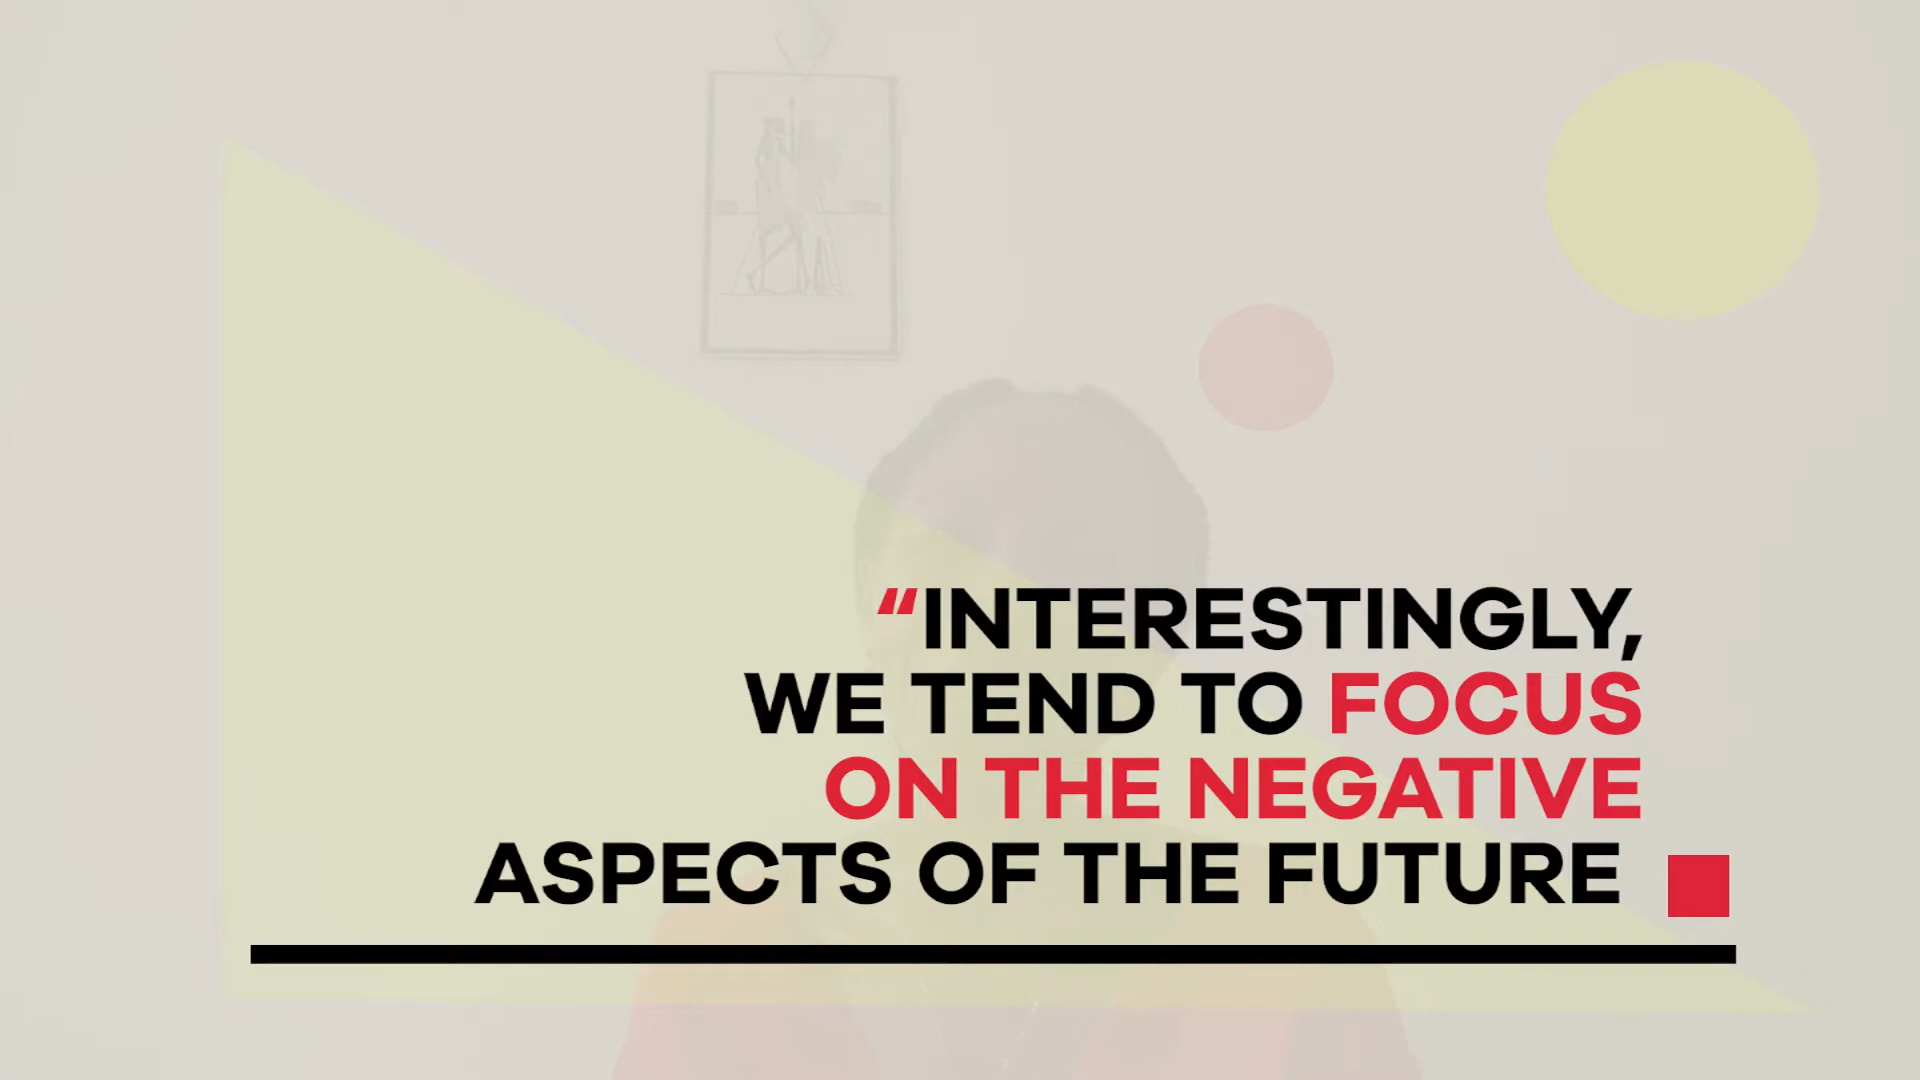 “INTERESTINGLY,
WE TEND TO FOCUS
ON THE NEGATIVE
ASPECTS OF THE FUTURE